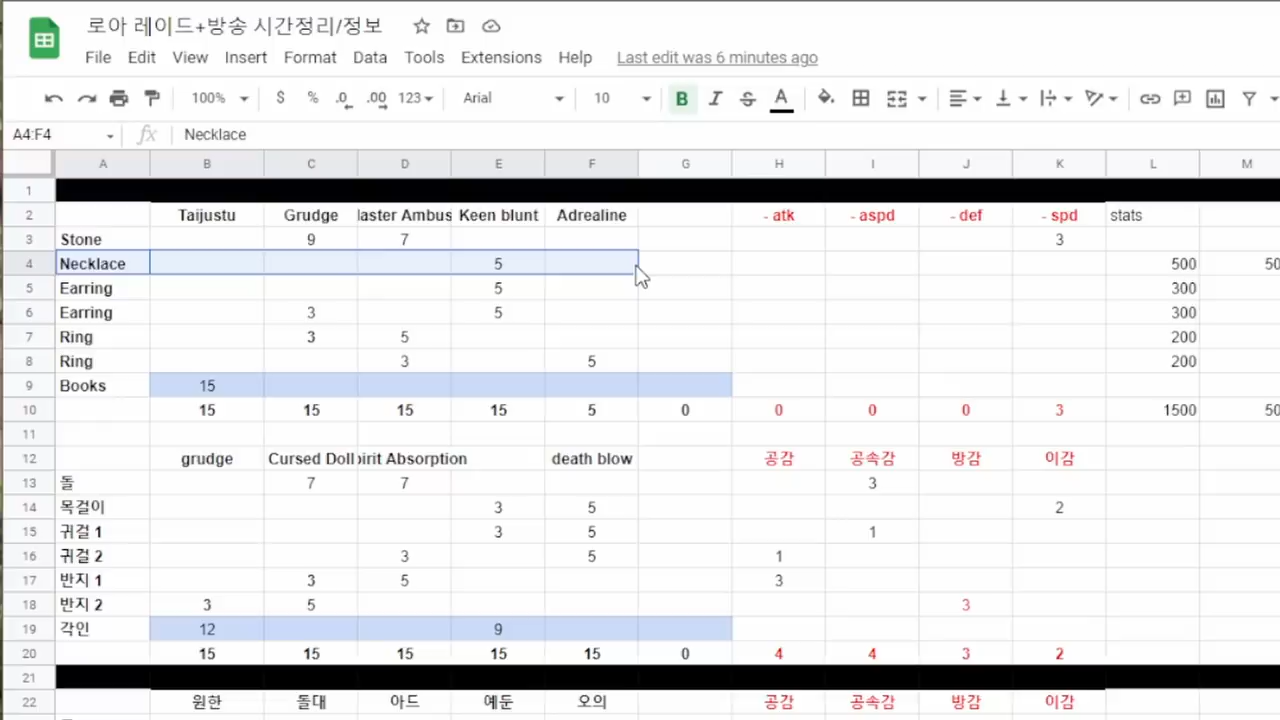 로아 레이드+방송 시간정리/정보
File Edit View Insert Format Data Tools Extensions Help Last edit was 6 minutes ago
100% $ % .0 .00 123 Arial 10 B I S A
A4:F4 fx Necklace
A B C D E F G H I J K L M
1
2 Taijustu Grudge laster Ambus Keen blunt Adrealine - atk - aspd - def - spd stats
3 Stone 9 7 3
4 Necklace 5 500 50
5 Earring 5 300
6 Earring 3 5 300
7 Ring 3 5 200
8 Ring 3 5 200
9 Books 15
10 15 15 15 15 5 0 0 0 0 3 1500 50
11
12 grudge Cursed Doll pirit Absorption death blow 공감 공속감 방감 이감
13 돌 7 7 3
14 목걸이 3 5 2
15 귀걸 1 3 5 1
16 귀걸 2 3 5 1
17 반지 1 3 5 3
18 반지 2 3 5 3
19 각인 12 9
20 15 15 15 15 15 0 4 4 3 2
21
22 원한 돌대 아드 예둔 오의 공감 공속감 방감 이감